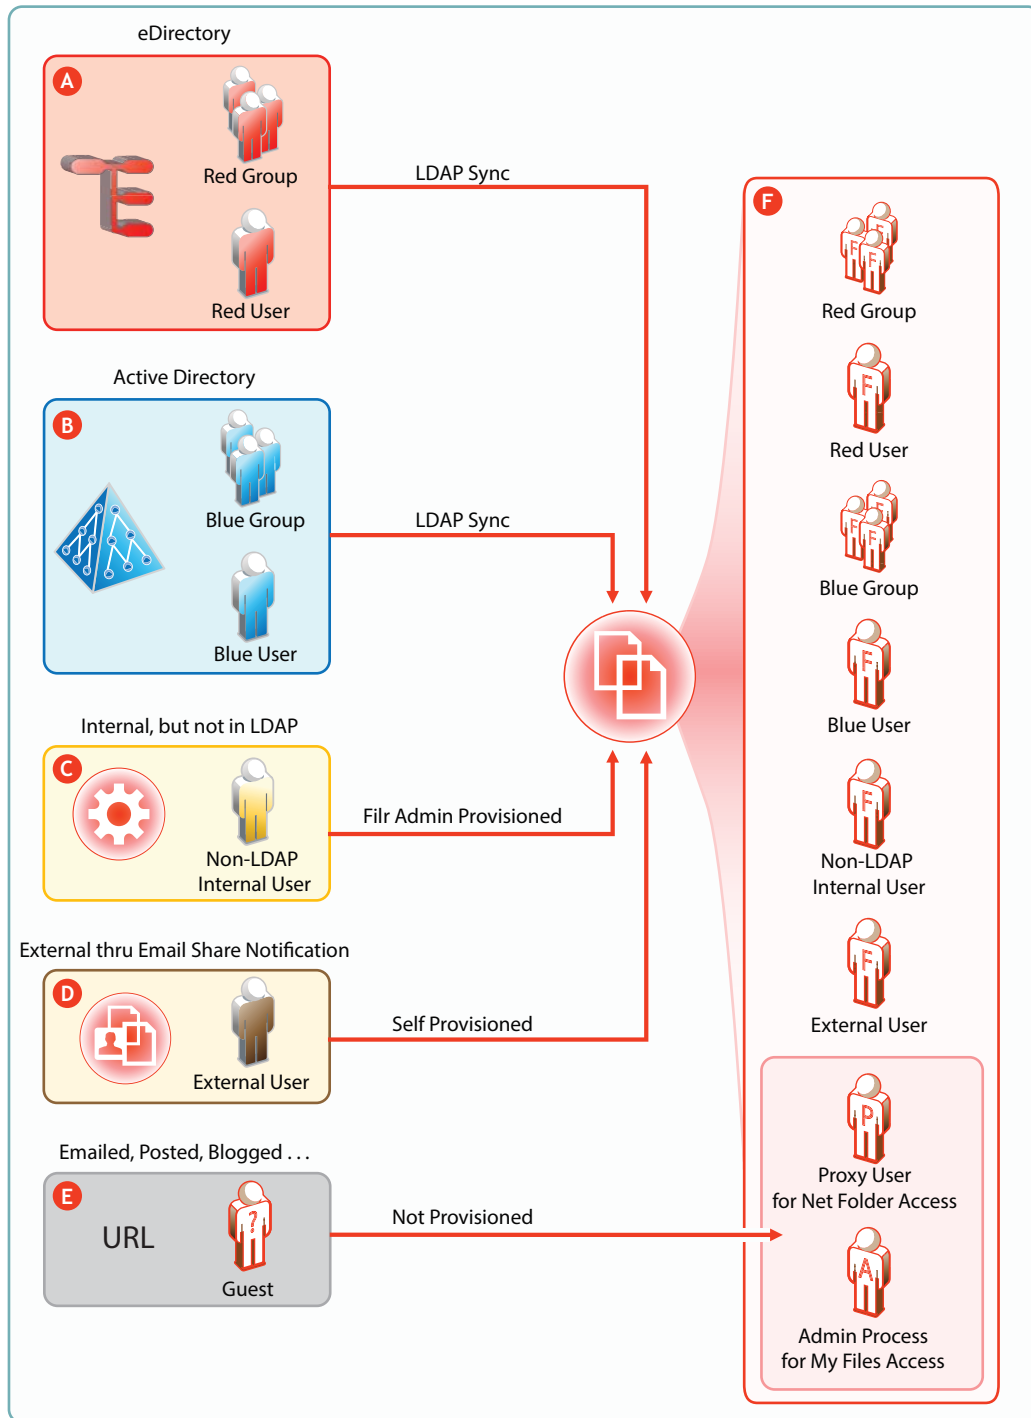 eDirectory
A
Red Group
Red User
LDAP Sync
Active Directory
B
Blue Group
Blue User
LDAP Sync
Internal, but not in LDAP
C
Non-LDAP
Internal User
Filr Admin Provisioned
External thru Email Share Notification
D
External User
Self Provisioned
Emailed, Posted, Blogged . . .
E
URL
?
Guest
Not Provisioned
F
F
F
F
Red Group
F
Red User
F
F
F
Blue Group
F
Blue User
F
Non-LDAP
Internal User
F
External User
P
Proxy User
for Net Folder Access
A
Admin Process
for My Files Access